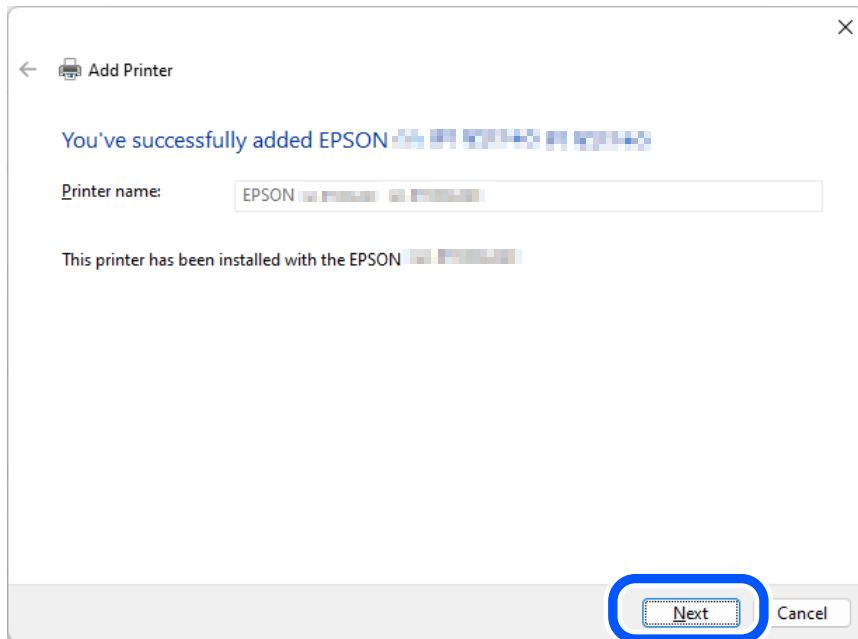 Add Printer
You've successfully added EPSON
Printer name:
EPSON
This printer has been installed with the EPSON
Next
Cancel